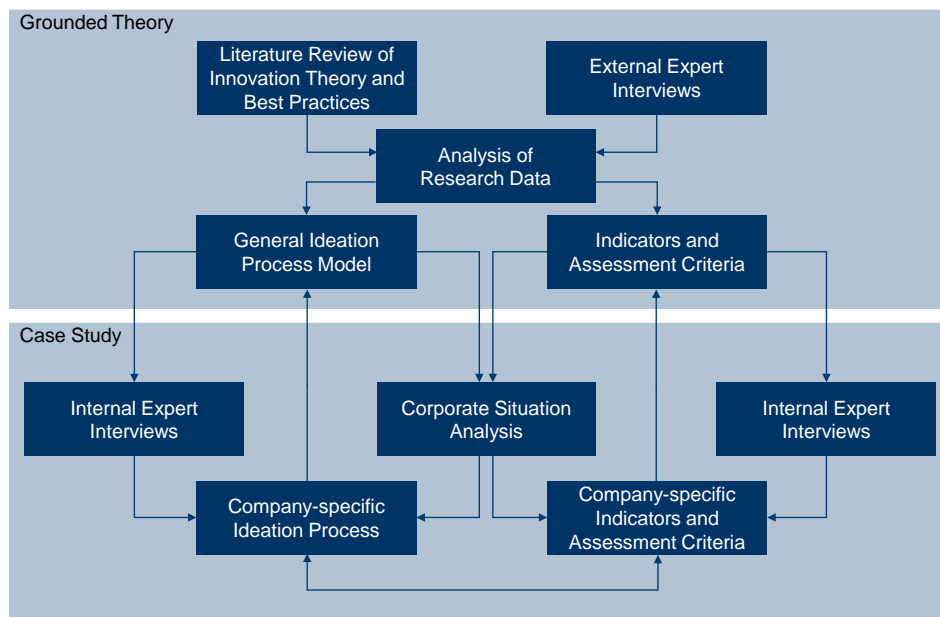 Grounded Theory
Literature Review of
Innovation Theory and
Best Practices
External Expert
Interviews
Analysis of
Research Data
General Ideation
Process Model
Indicators and
Assessment Criteria
Case Study
Internal Expert
Interviews
Corporate Situation
Analysis
Internal Expert
Interviews
Company-specific
Ideation Process
Company-specific
Indicators and
Assessment Criteria